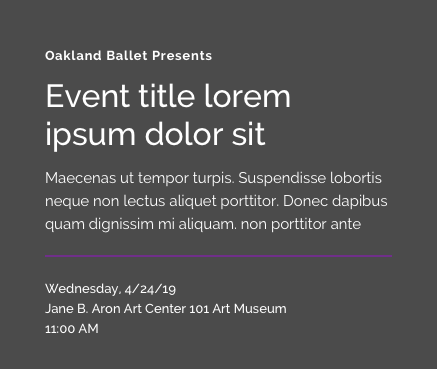 Oakland Ballet Presents
Event title lorem
ipsum dolor sit
Maecenas ut tempor turpis. Suspendisse lobortis
neque non lectus aliquet porttitor. Donec dapibus
quam dignissim mi aliquam. non porttitor ante
Wednesday, 4/24/19
Jane B. Aron Art Center 101 Art Museum
11:00 AM